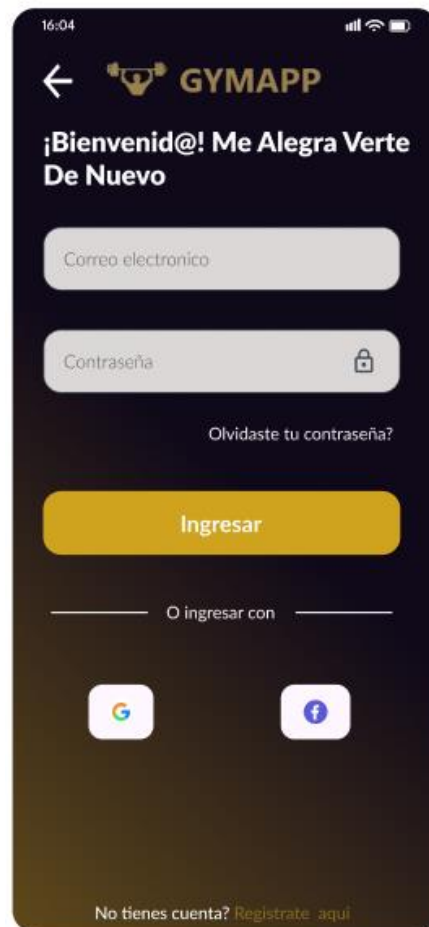 16:04
GYMAPP
¡Bienvenid@! Me Alegra Verte
De Nuevo
Correo electronico
Contraseña
Olvidaste tu contraseña?
Ingresar
O ingresar con
No tienes cuenta? Registrate aqui